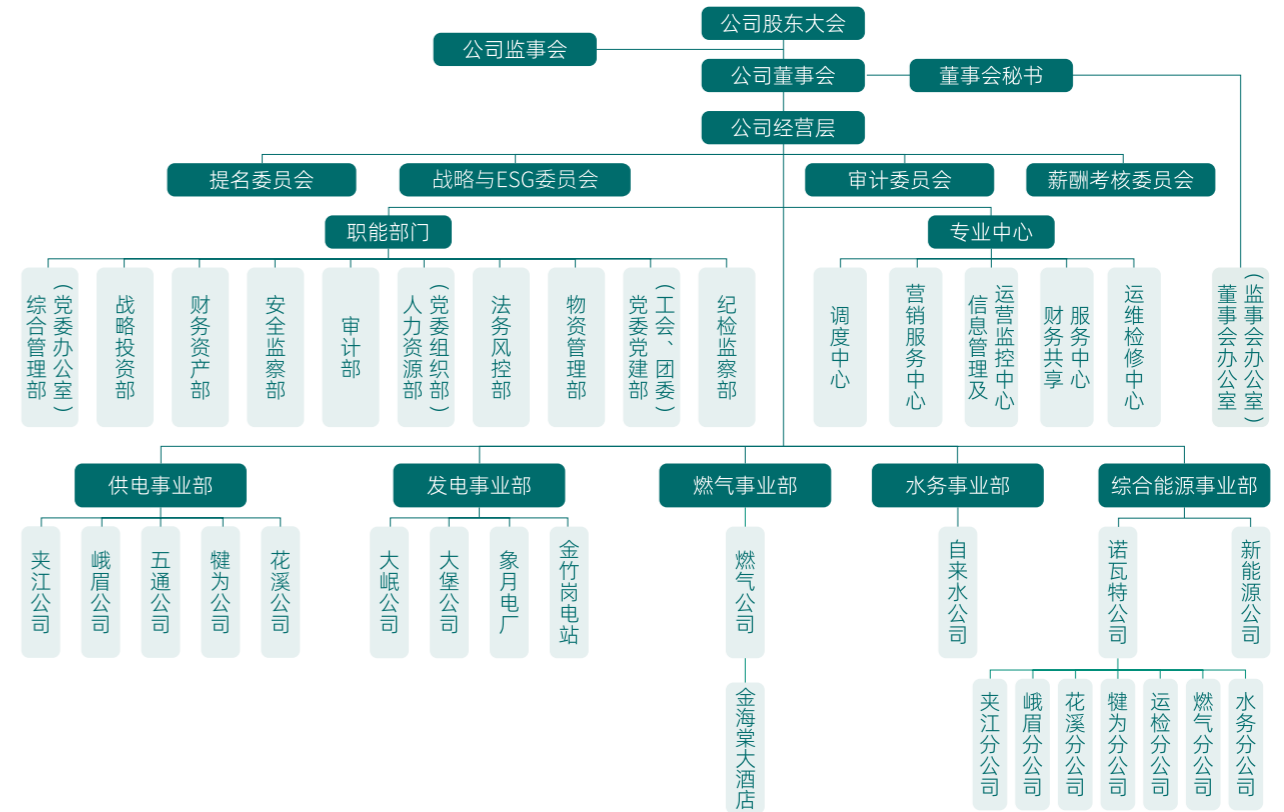 公司股东大会
公司监事会
公司董事会
董事会秘书
公司经营层
提名委员会
战略与ESG委员会
审计委员会
薪酬考核委员会
职能部门
专业中心
综合管理部
（党委办公室）
战略投资部
财务资产部
安全监察部
审计部
人力资源部
（党委组织部）
法务风控部
物资管理部
党委党建部
（工会、团委）
纪检监察部
调度中心
营销服务中心
信息管理及
运营监控中心
财务共享
服务中心
运维检修中心
董事会办公室
（监事会办公室）
供电事业部
发电事业部
燃气事业部
水务事业部
综合能源事业部
夹江公司
峨眉公司
五通公司
犍为公司
花溪公司
大岷公司
大堡公司
象月电厂
金竹岗电站
燃气公司
自来水公司
诺瓦特公司
新能源公司
金海棠大酒店
夹江分公司
峨眉分公司
花溪分公司
犍为分公司
运检分公司
燃气分公司
水务分公司